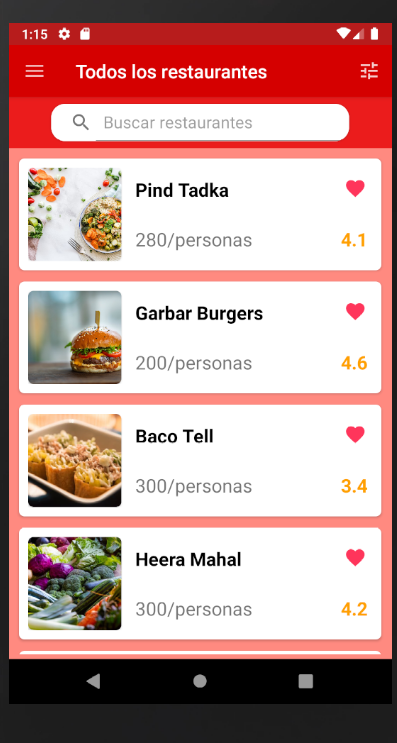 1:15
Todos los restaurantes
Buscar restaurantes
Pind Tadka
280/personas
4.1
Garbar Burgers
200/personas
4.6
Baco Tell
300/personas
3.4
Heera Mahal
300/personas
4.2